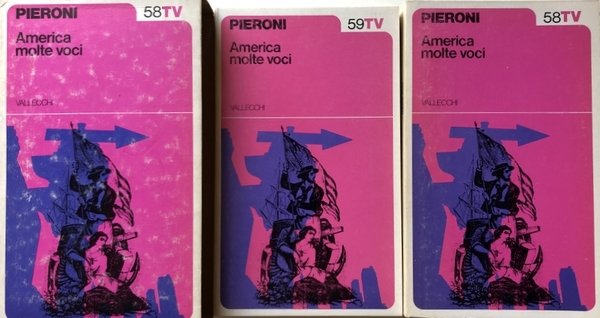 PIERONI 58TV
America
molte voci
VALLECCHI
PIERONI 59TV
America
molte voci
VALLECCHI
PIERONI 58TV
America
molte voci
VALLECCHI